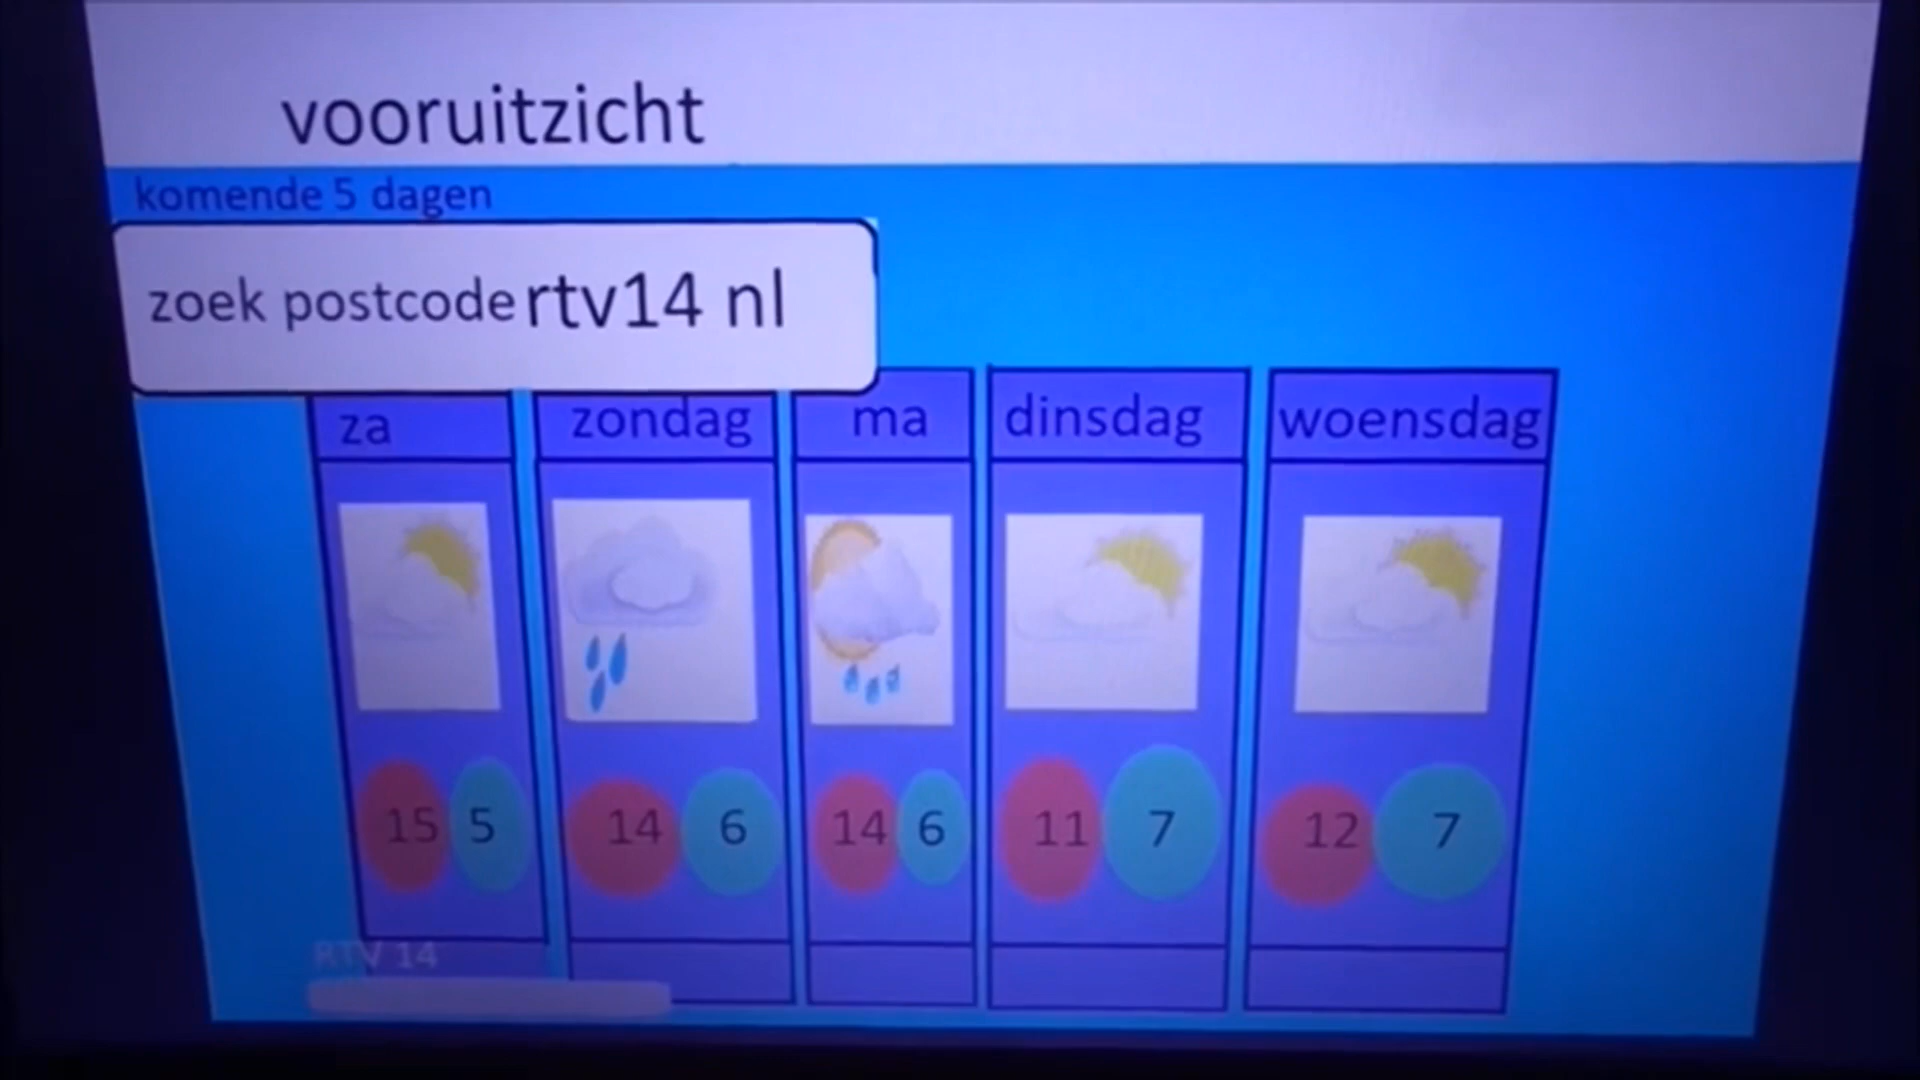 vooruitzicht
komende 5 dagen
zoek postcode rtv14 nl
za zondag ma dinsdag woensdag
15 5 14 6 14 6 11 7 12 7
RTV 14